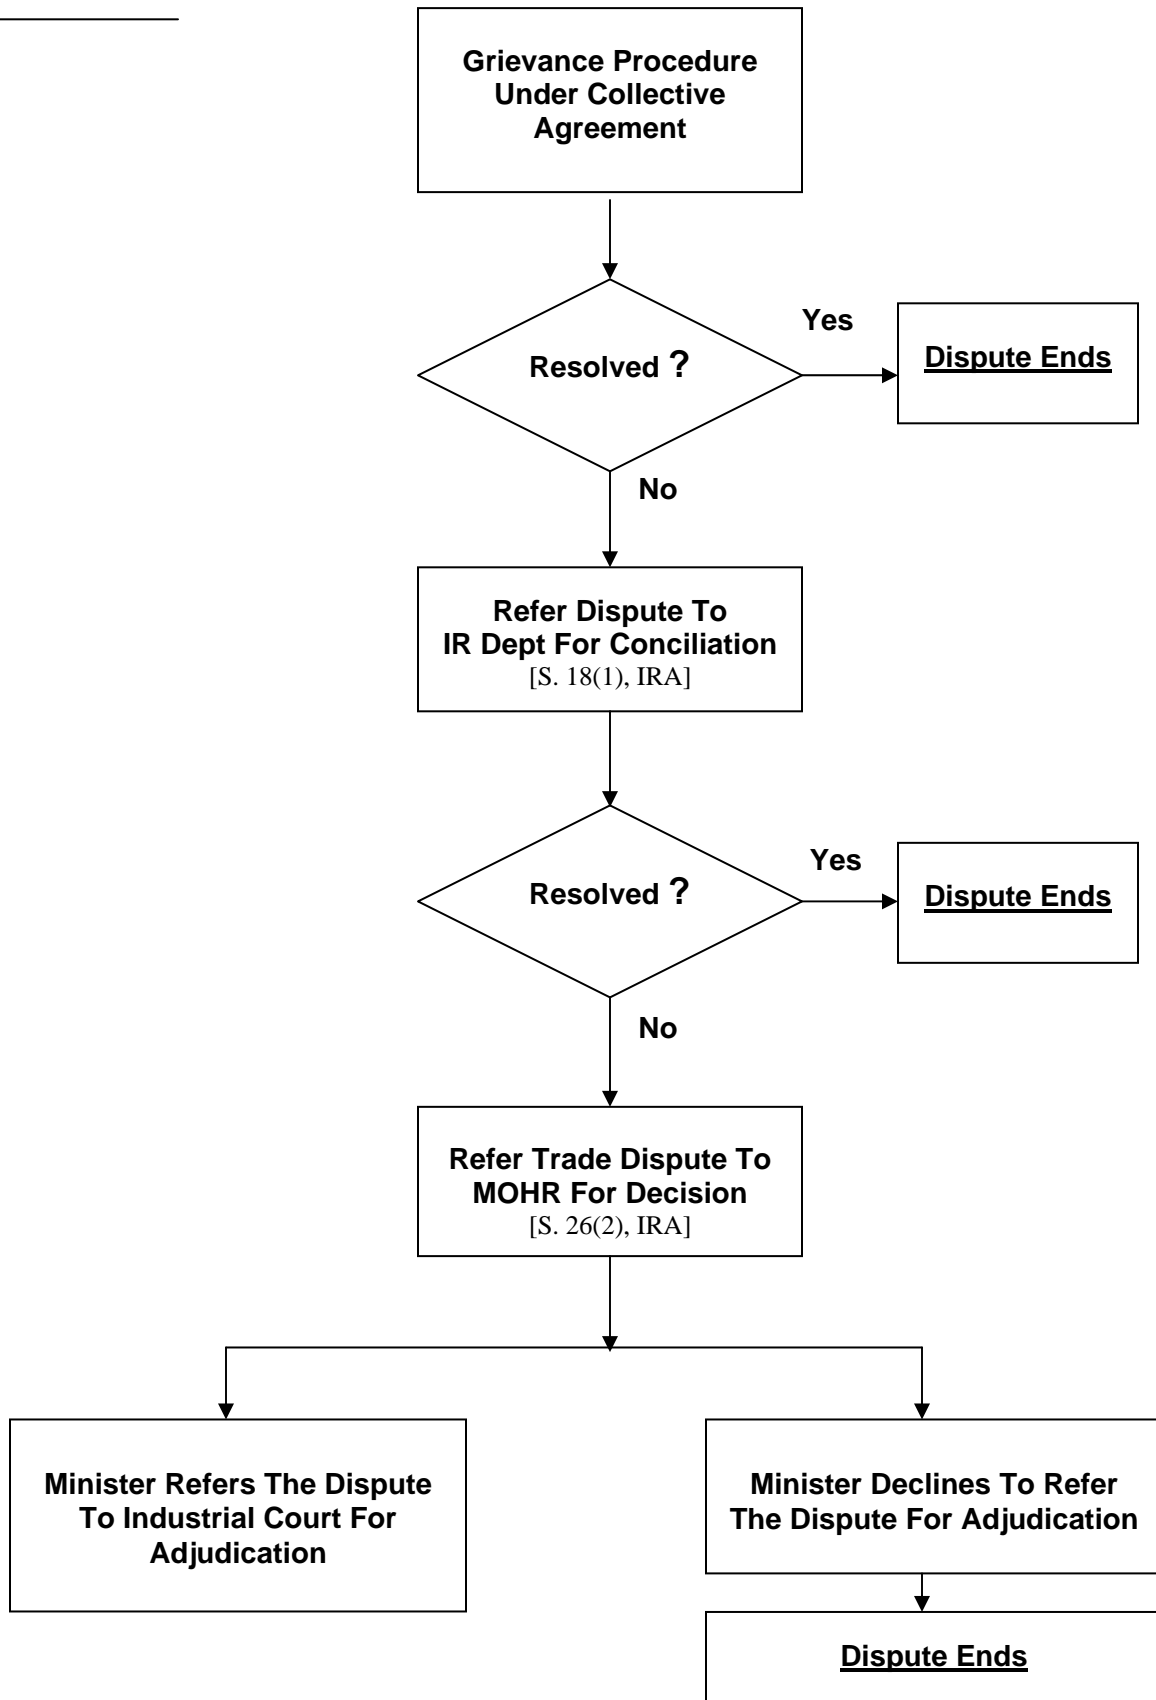 Grievance Procedure
Under Collective
Agreement
Resolved ?
Yes
Dispute Ends
No
Refer Dispute To
IR Dept For Conciliation
[S. 18(1), IRA]
Resolved ?
Yes
Dispute Ends
No
Refer Trade Dispute To
MOHR For Decision
[S. 26(2), IRA]
Minister Refers The Dispute
To Industrial Court For
Adjudication
Minister Declines To Refer
The Dispute For Adjudication
Dispute Ends